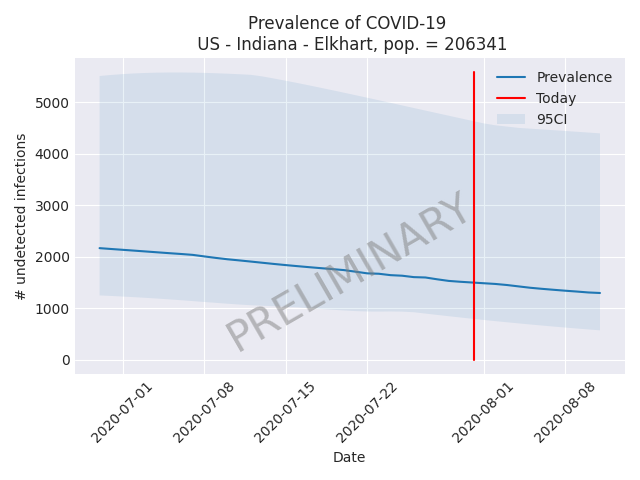 Prevalence of COVID-19
US - Indiana - Elkhart, pop. = 206341
Prevalence
Today
95CI
# undetected infections
5000
4000
3000
2000
1000
0
PRELIMINARY
2020-07-01
2020-07-08
2020-07-15
2020-07-22
2020-08-01
2020-08-08
Date